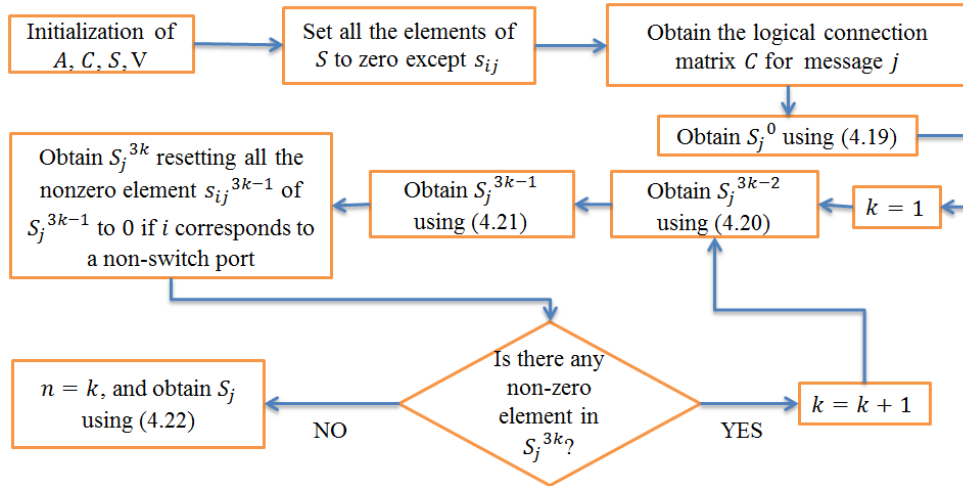 Initialization of
A, C, S, V
Set all the elements of
S to zero except s_{ij}
Obtain the logical connection
matrix C for message j
Obtain S_j^0 using (4.19)
k = 1
Obtain S_j^{3k−2}
using (4.20)
Obtain S_j^{3k−1}
using (4.21)
Obtain S_j^{3k} resetting all the
nonzero element s_{ij}^{3k−1} of
S_j^{3k−1} to 0 if i corresponds to
a non-switch port
Is there any
non-zero
element in
S_j^{3k}?
NO
YES
n = k, and obtain S_j
using (4.22)
k = k + 1